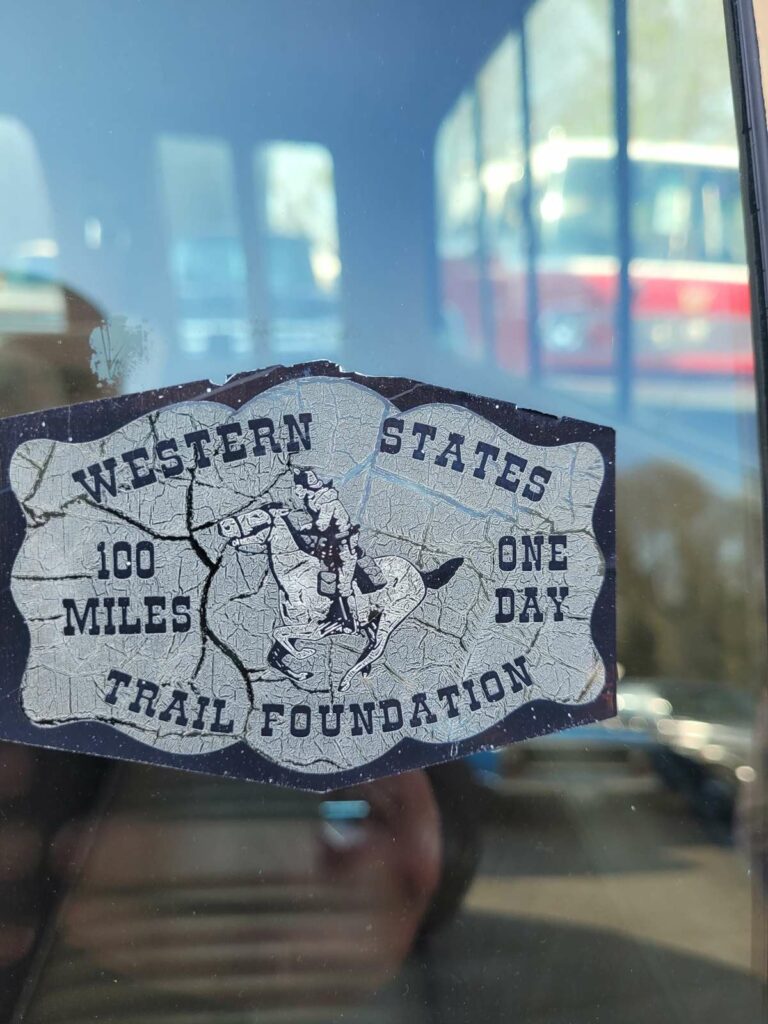 WESTERN STATES
100 MILES
ONE DAY
TRAIL FOUNDATION